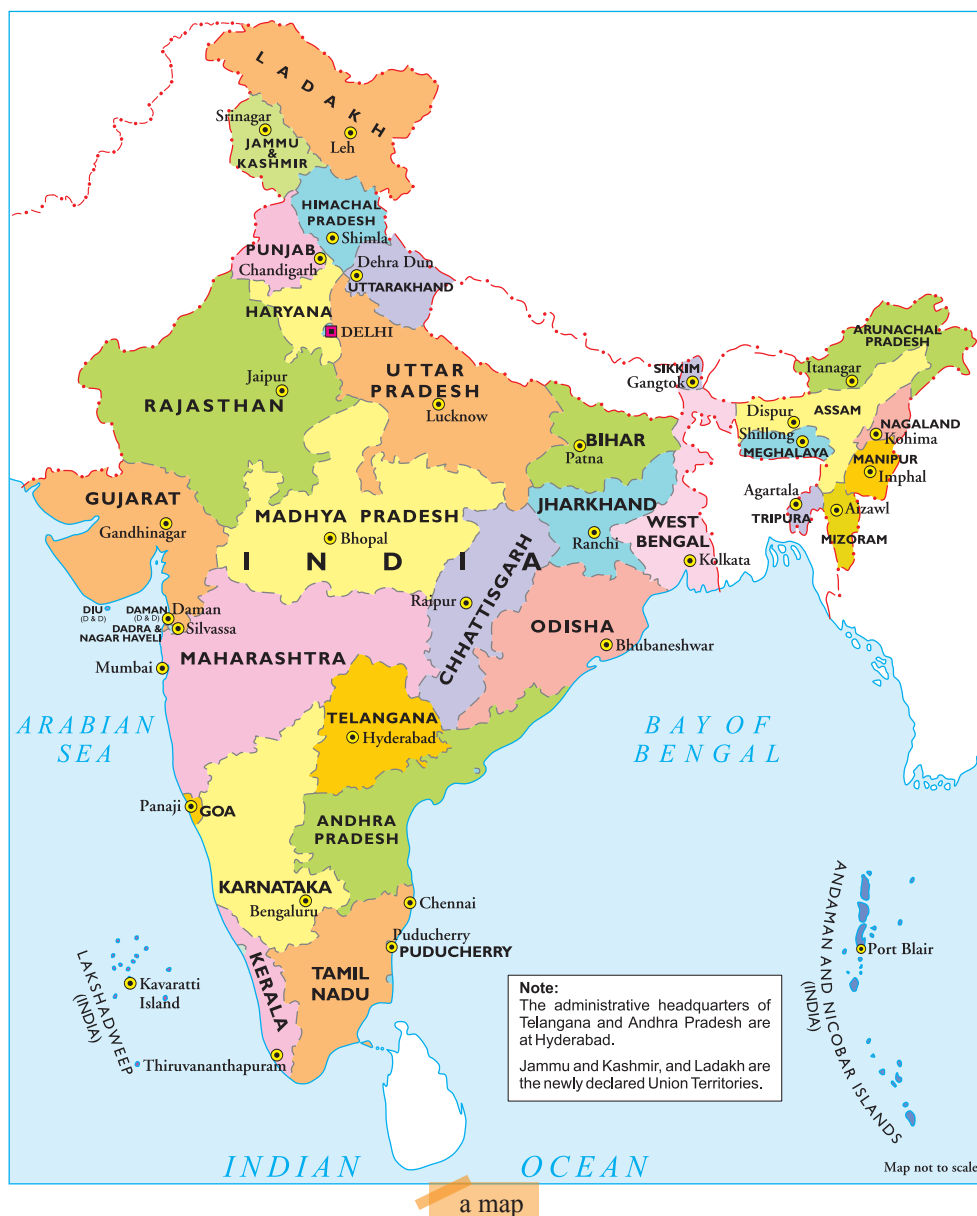 LADAKH
Srinagar
JAMMU
&
KASHMIR
Leh
HIMACHAL
PRADESH
Shimla
PUNJAB
Chandigarh
Dehra Dun
UTTARAKHAND
HARYANA
DELHI
ARUNACHAL
PRADESH
Itanagar
SIKKIM
Gangtok
UTTAR
PRADESH
Lucknow
Jaipur
RAJASTHAN
Dispur
ASSAM
Shillong
MEGHALAYA
NAGALAND
Kohima
BIHAR
Patna
MANIPUR
Imphal
GUJARAT
Gandhinagar
MADHYA PRADESH
Bhopal
JHARKHAND
Ranchi
WEST
BENGAL
Kolkata
Agartala
TRIPURA
Aizawl
MIZORAM
INDIA
CHHATTISGARH
Raipur
DIU
(D & D)
DAMAN
(D & D)
Daman
DADRA &
NAGAR HAVELI
Silvassa
ODISHA
Bhubaneshwar
Mumbai
MAHARASHTRA
ARABIAN
SEA
TELANGANA
Hyderabad
BAY OF
BENGAL
Panaji
GOA
ANDHRA
PRADESH
KARNATAKA
Bengaluru
Chennai
Puducherry
PUDUCHERRY
KERALA
TAMIL
NADU
LAKSHADWEEP
(INDIA)
Kavaratti
Island
Thiruvananthapuram
ANDAMAN AND NICOBAR ISLANDS
(INDIA)
Port Blair
Note:
The administrative headquarters of
Telangana and Andhra Pradesh are
at Hyderabad.
Jammu and Kashmir, and Ladakh are
the newly declared Union Territories.
INDIAN OCEAN
Map not to scale
a map